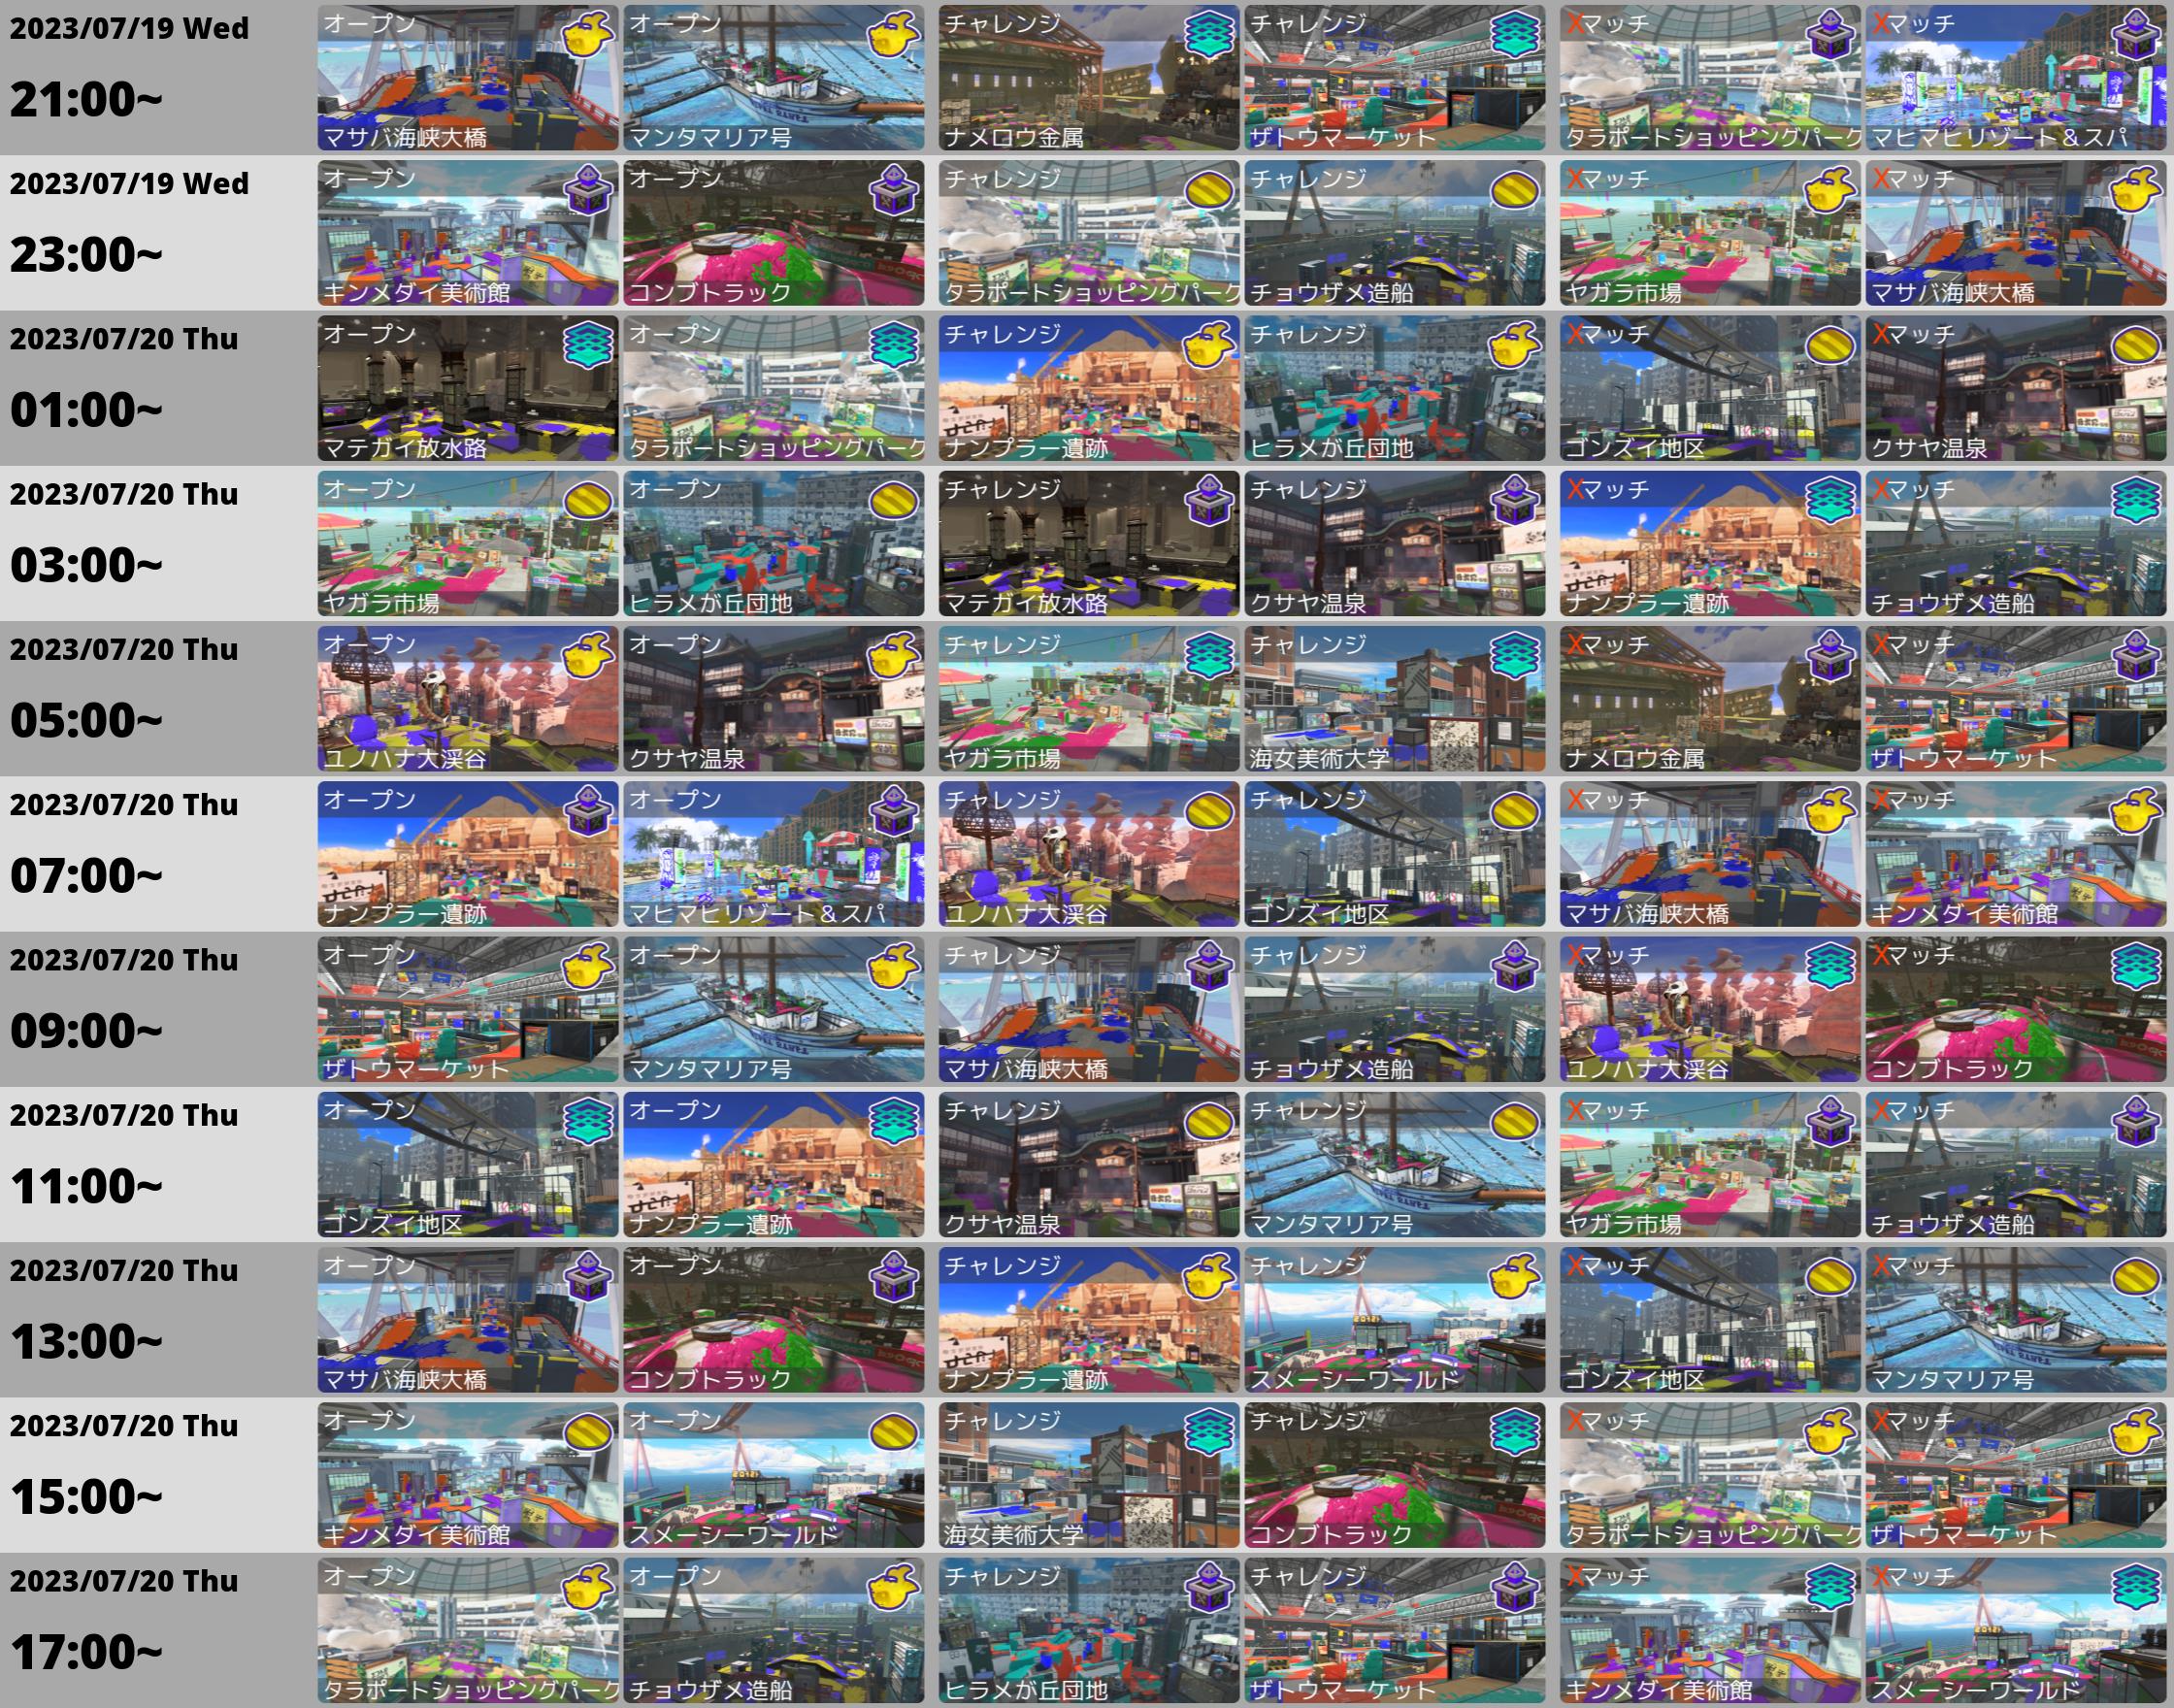 2023/07/19 Wed
21:00~
オープン
マサバ海峡大橋
オープン
マンタマリア号
チャレンジ
ナメロウ金属
チャレンジ
ザトウマーケット
Xマッチ
タラポートショッピングパーク
Xマッチ
マヒマヒリゾート＆スパ
2023/07/19 Wed
23:00~
オープン
キンメダイ美術館
オープン
コンブトラック
チャレンジ
タラポートショッピングパーク
チャレンジ
チョウザメ造船
Xマッチ
ヤガラ市場
Xマッチ
マサバ海峡大橋
2023/07/20 Thu
01:00~
オープン
マテガイ放水路
オープン
タラポートショッピングパーク
チャレンジ
ナンプラー遺跡
チャレンジ
ヒラメが丘団地
Xマッチ
ゴンズイ地区
Xマッチ
クサヤ温泉
2023/07/20 Thu
03:00~
オープン
ヤガラ市場
オープン
ヒラメが丘団地
チャレンジ
マテガイ放水路
チャレンジ
クサヤ温泉
Xマッチ
ナンプラー遺跡
Xマッチ
チョウザメ造船
2023/07/20 Thu
05:00~
オープン
ユノハナ大渓谷
オープン
クサヤ温泉
チャレンジ
ヤガラ市場
チャレンジ
海女美術大学
Xマッチ
ナメロウ金属
Xマッチ
ザトウマーケット
2023/07/20 Thu
07:00~
オープン
ナンプラー遺跡
オープン
マヒマヒリゾート＆スパ
チャレンジ
ユノハナ大渓谷
チャレンジ
ゴンズイ地区
Xマッチ
マサバ海峡大橋
Xマッチ
キンメダイ美術館
2023/07/20 Thu
09:00~
オープン
ザトウマーケット
オープン
マンタマリア号
チャレンジ
マサバ海峡大橋
チャレンジ
チョウザメ造船
Xマッチ
ユノハナ大渓谷
Xマッチ
コンブトラック
2023/07/20 Thu
11:00~
オープン
ゴンズイ地区
オープン
ナンプラー遺跡
チャレンジ
クサヤ温泉
チャレンジ
マンタマリア号
Xマッチ
ヤガラ市場
Xマッチ
チョウザメ造船
2023/07/20 Thu
13:00~
オープン
マサバ海峡大橋
オープン
コンブトラック
チャレンジ
ナンプラー遺跡
チャレンジ
スメーシーワールド
Xマッチ
ゴンズイ地区
Xマッチ
マンタマリア号
2023/07/20 Thu
15:00~
オープン
キンメダイ美術館
オープン
スメーシーワールド
チャレンジ
海女美術大学
チャレンジ
コンブトラック
Xマッチ
タラポートショッピングパーク
Xマッチ
ザトウマーケット
2023/07/20 Thu
17:00~
オープン
タラポートショッピングパーク
オープン
チョウザメ造船
チャレンジ
ヒラメが丘団地
チャレンジ
ザトウマーケット
Xマッチ
キンメダイ美術館
Xマッチ
スメーシーワールド